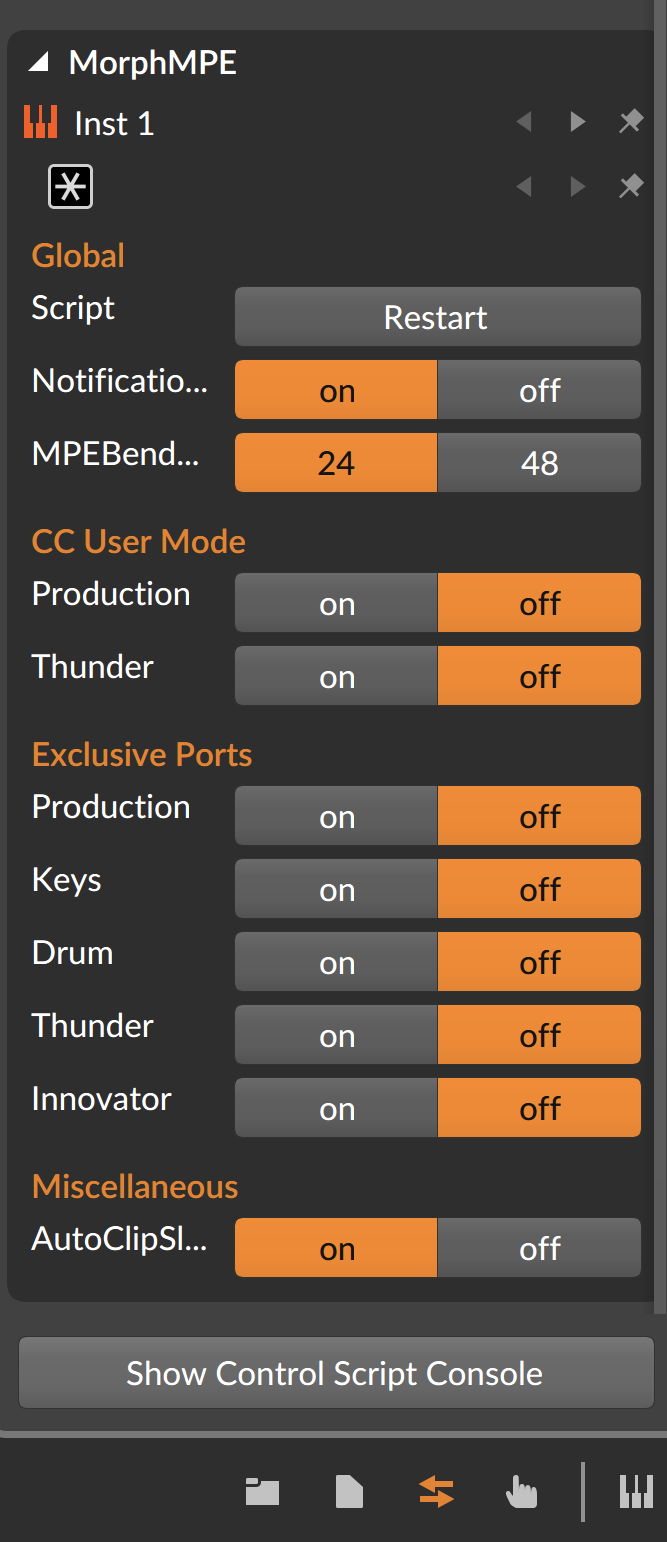 MorphMPE
Inst 1
Global
Script Restart
Notificatio... on off
MPEBend... 24 48
CC User Mode
Production on off
Thunder on off
Exclusive Ports
Production on off
Keys on off
Drum on off
Thunder on off
Innovator on off
Miscellaneous
AutoClipSl... on off
Show Control Script Console